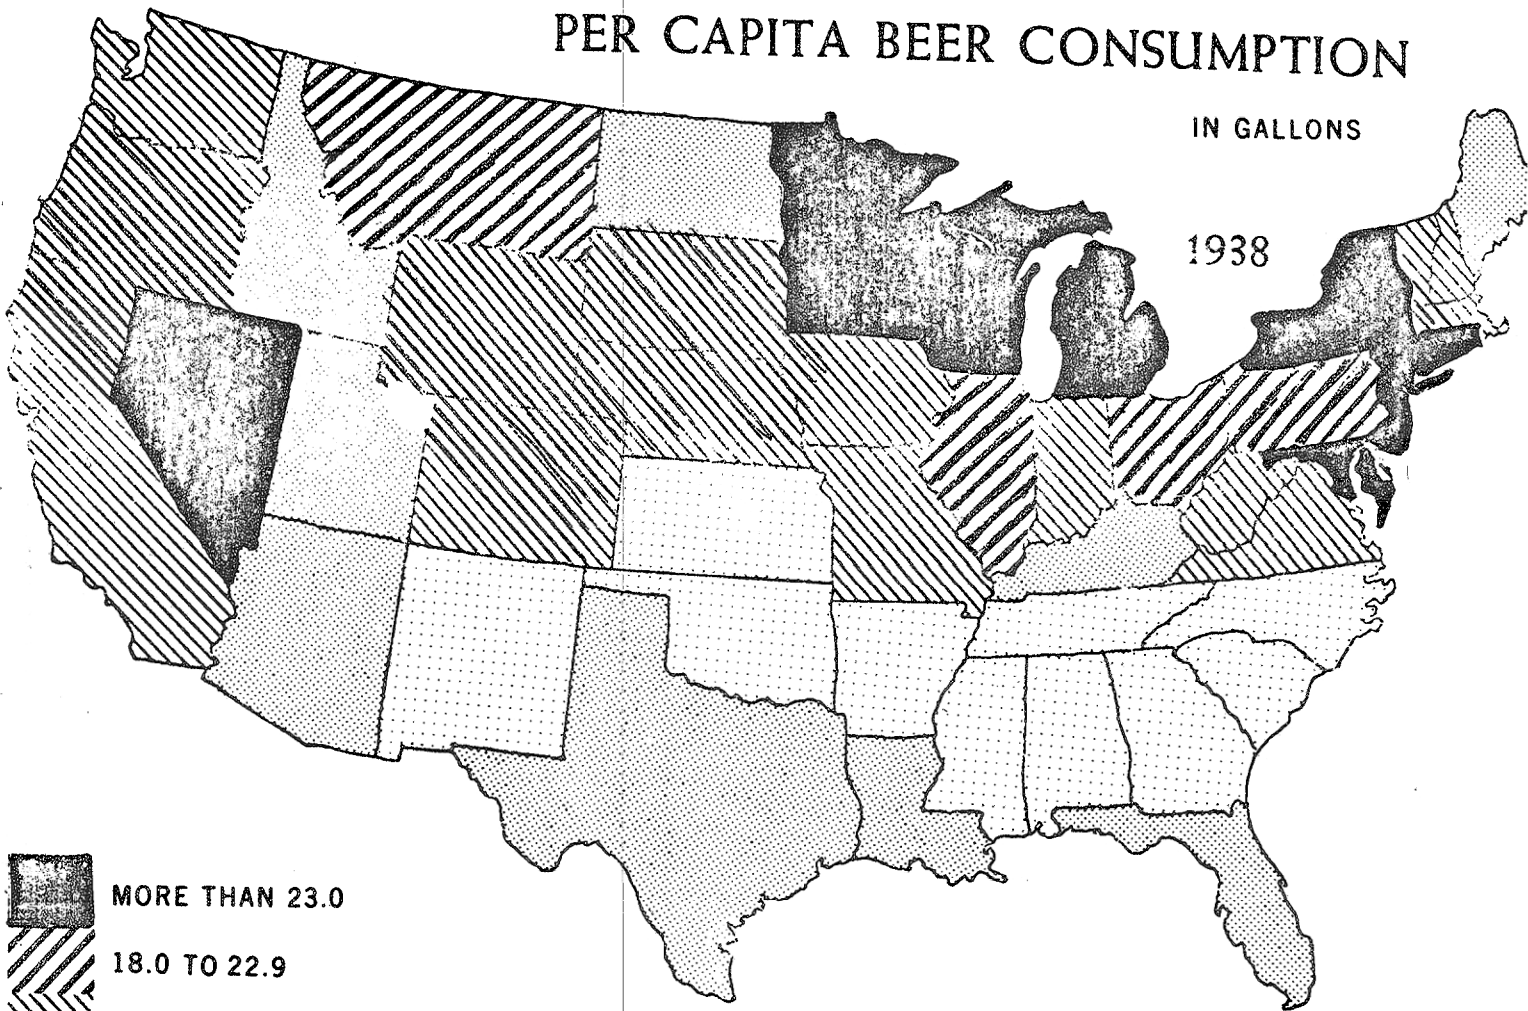 PER CAPITA BEER CONSUMPTION
IN GALLONS
1938
MORE THAN 23.0
18.0 TO 22.9